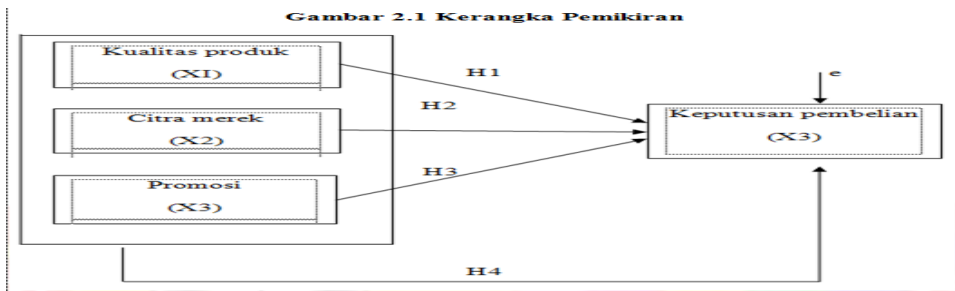 Gambar 2.1 Kerangka Pemikiran
Kualitas produk
(X1)
H1
e
H2
Citra merek
(X2)
Keputusan pembelian
(X3)
H3
Promosi
(X3)
H4